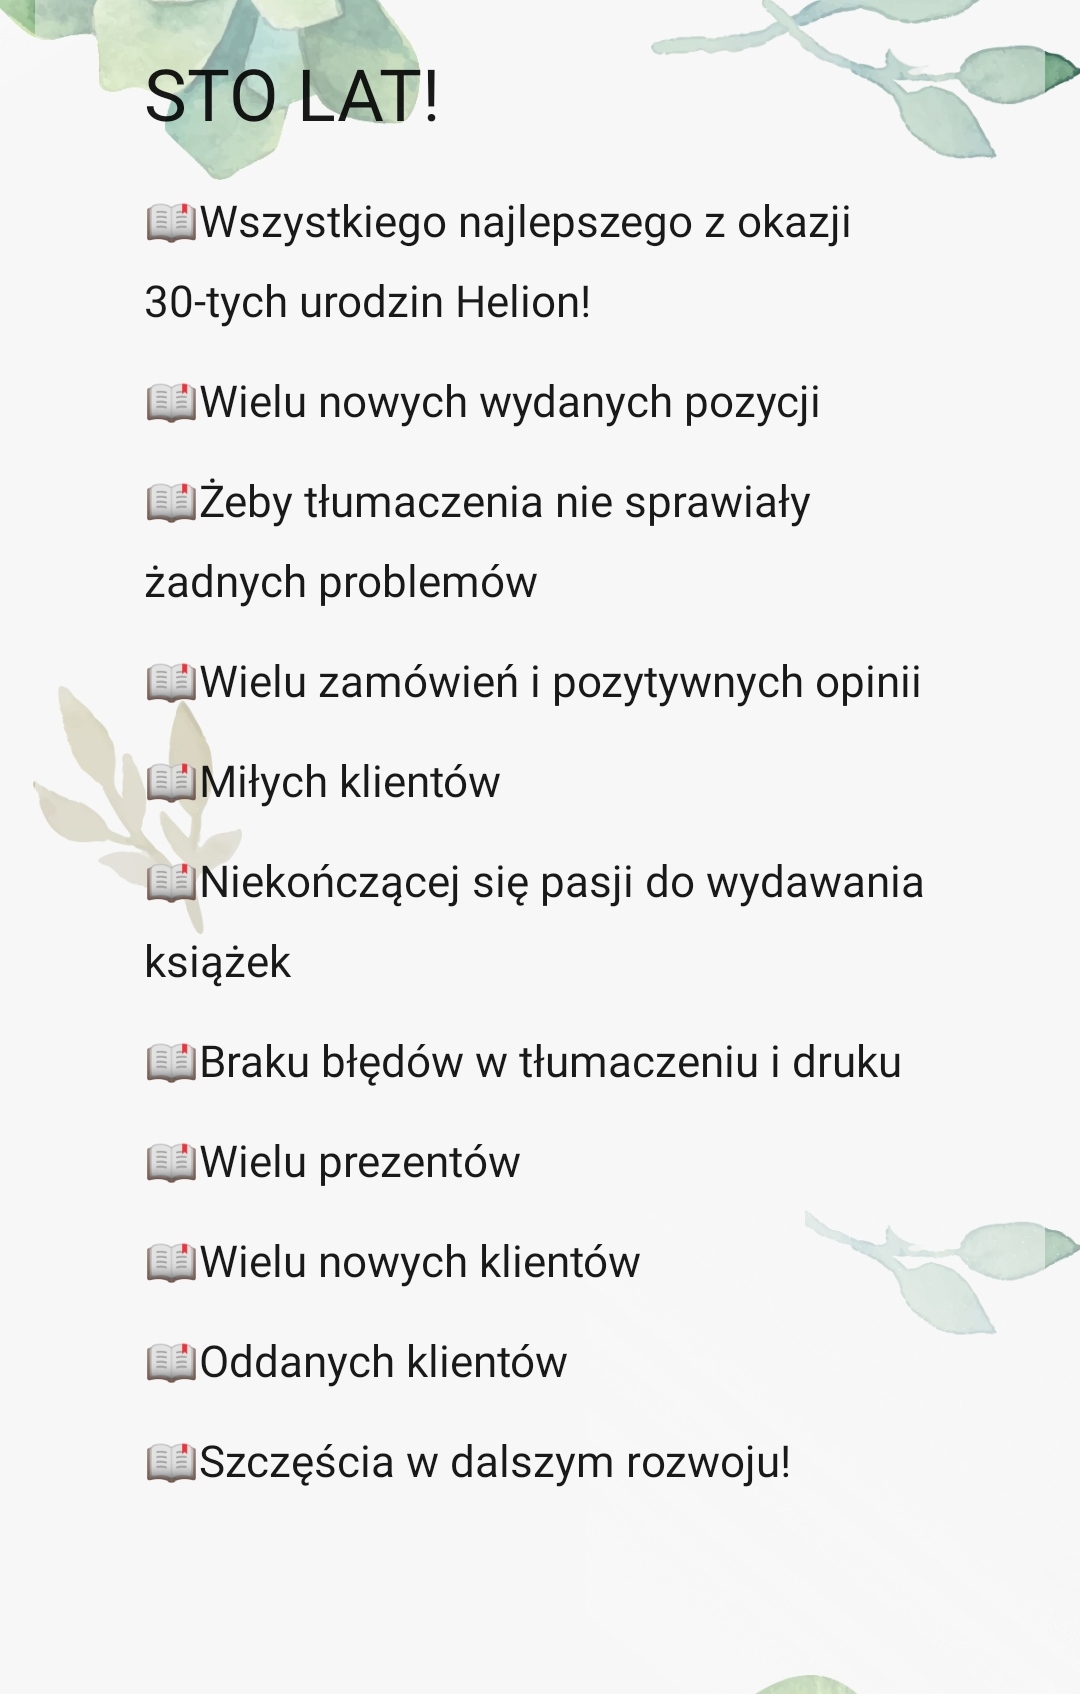 STO LAT!
📖Wszystkiego najlepszego z okazji
30-tych urodzin Helion!
📖Wielu nowych wydanych pozycji
📖Żeby tłumaczenia nie sprawiały
żadnych problemów
📖Wielu zamówień i pozytywnych opinii
📖Miłych klientów
📖Niekończącej się pasji do wydawania
książek
📖Braku błędów w tłumaczeniu i druku
📖Wielu prezentów
📖Wielu nowych klientów
📖Oddanych klientów
📖Szczęścia w dalszym rozwoju!